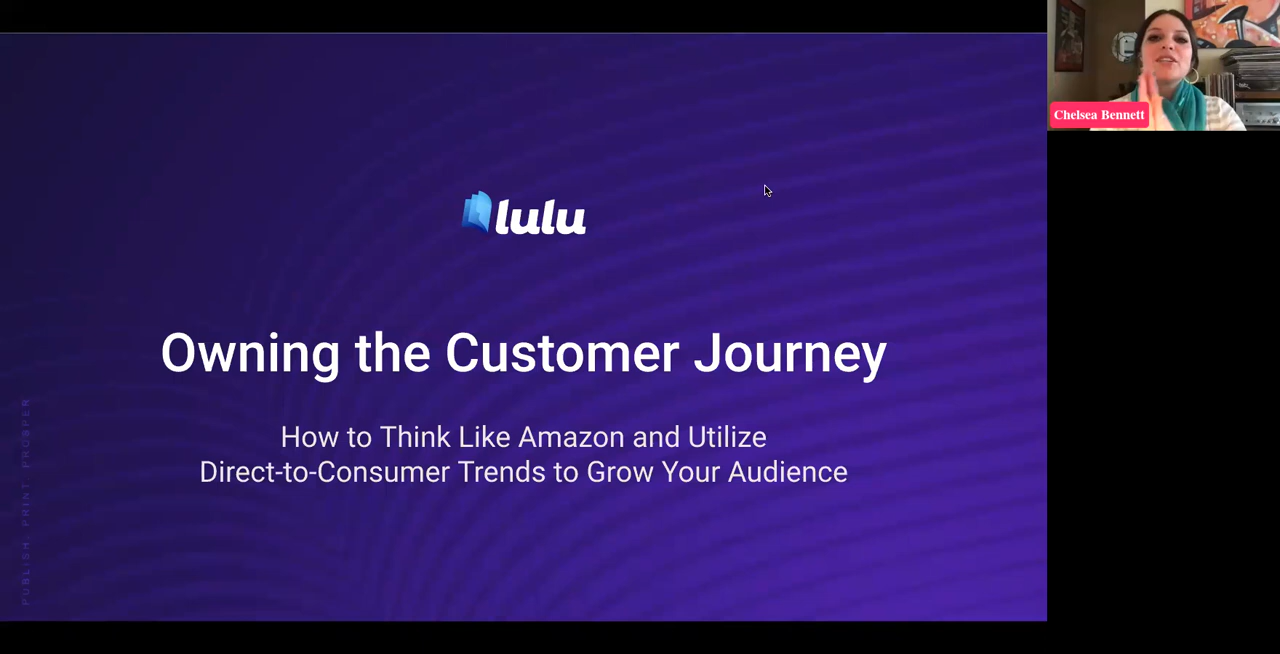 lulu
Owning the Customer Journey
How to Think Like Amazon and Utilize
Direct-to-Consumer Trends to Grow Your Audience
PUBLISH PRINT PROSPER
Chelsea Bennett